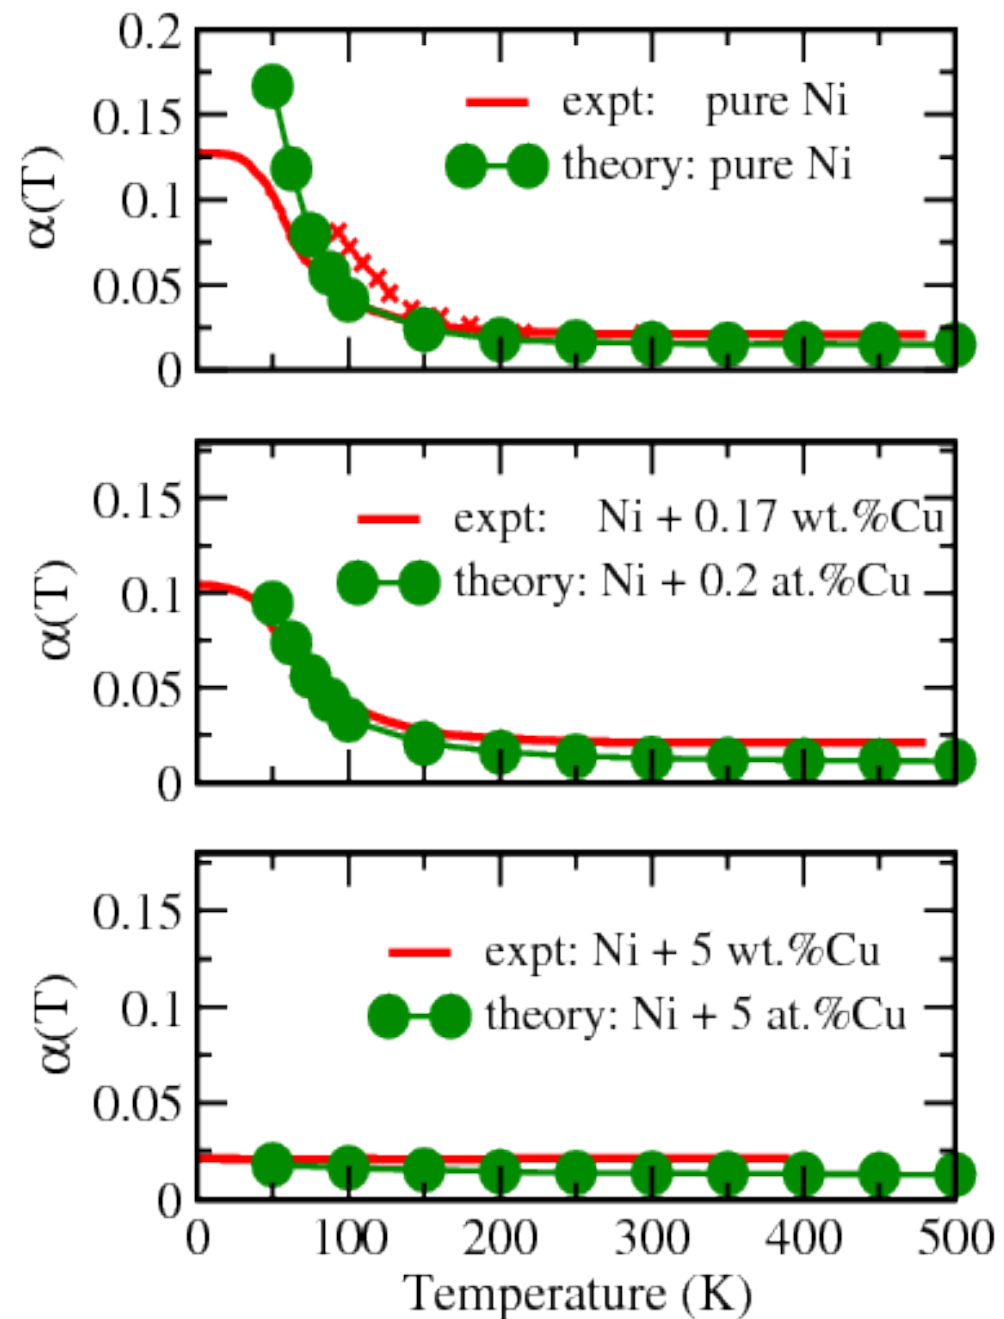 0.2
expt: pure Ni
0.15
theory: pure Ni
α(T)
0.1
0.05
0
0.15
expt: Ni + 0.17 wt.%Cu
theory: Ni + 0.2 at.%Cu
α(T)
0.1
0.05
0
0.15
expt: Ni + 5 wt.%Cu
theory: Ni + 5 at.%Cu
α(T)
0.1
0.05
0
0 100 200 300 400 500
Temperature (K)